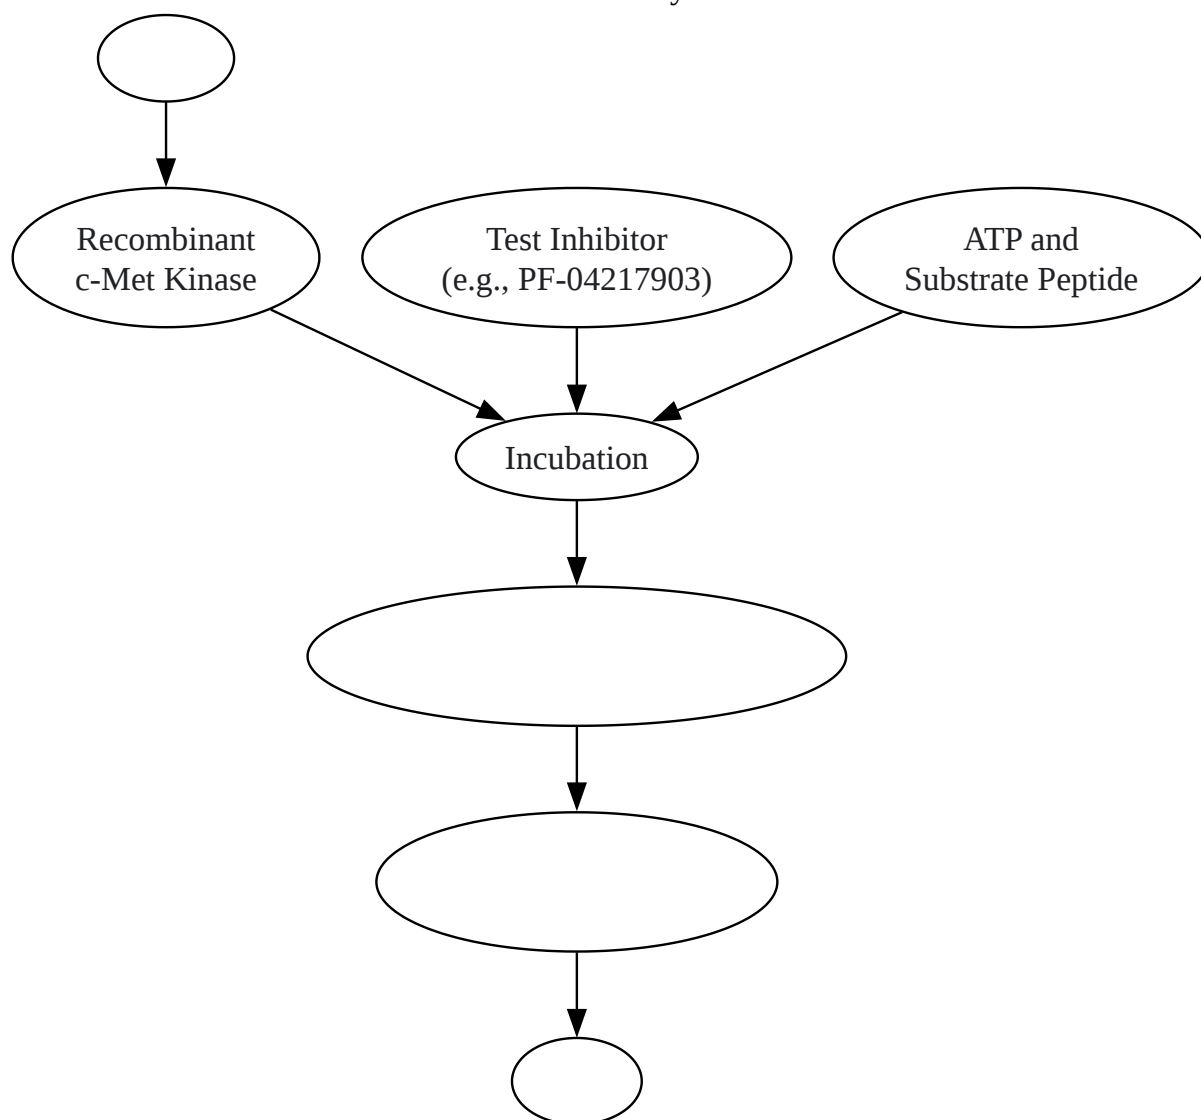 Recombinant
c-Met Kinase
Test Inhibitor
(e.g., PF-04217903)
ATP and
Substrate Peptide
Incubation